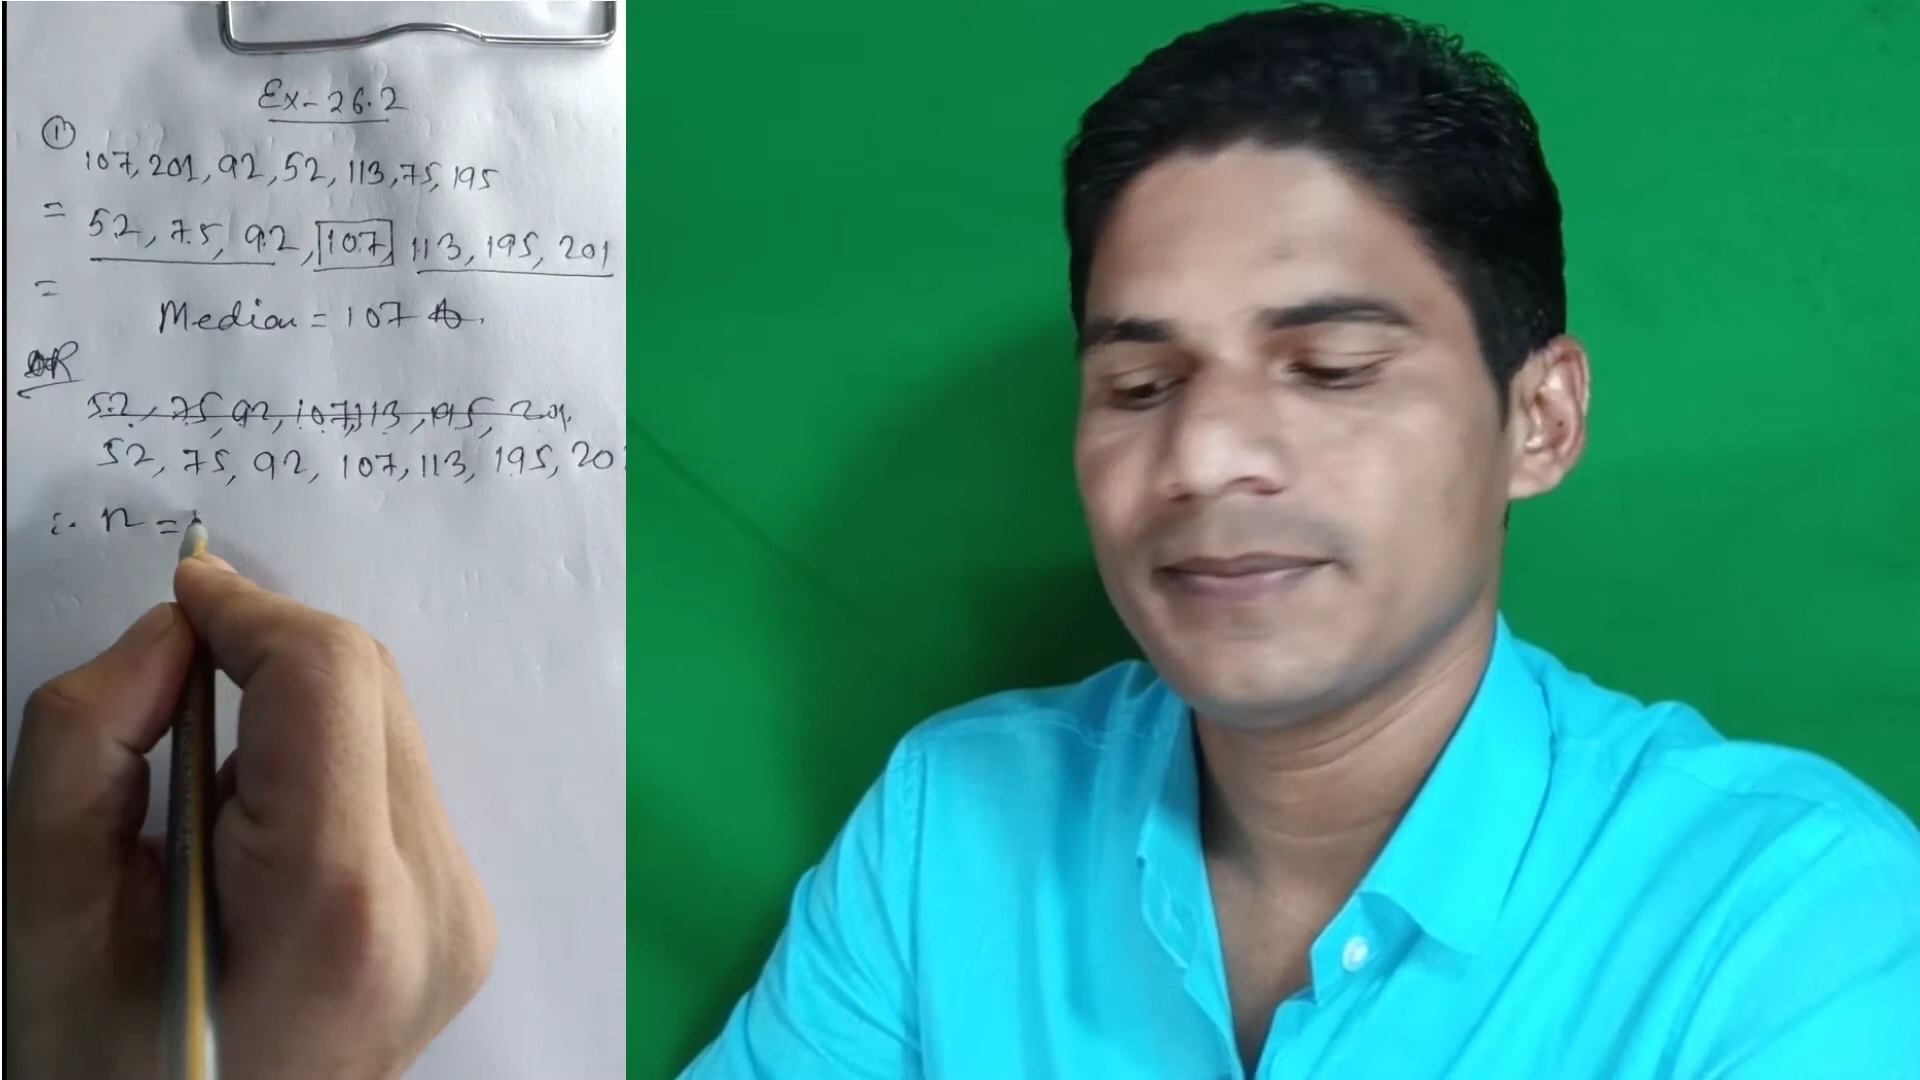 Ex-26.2
① 107, 201, 92, 52, 113, 75, 195
= 52, 75, 92, 107, 113, 195, 201
=
Median = 107
OR
52, 75, 92, 107, 113, 195, 201
52, 75, 92, 107, 113, 195, 20
∴ n =